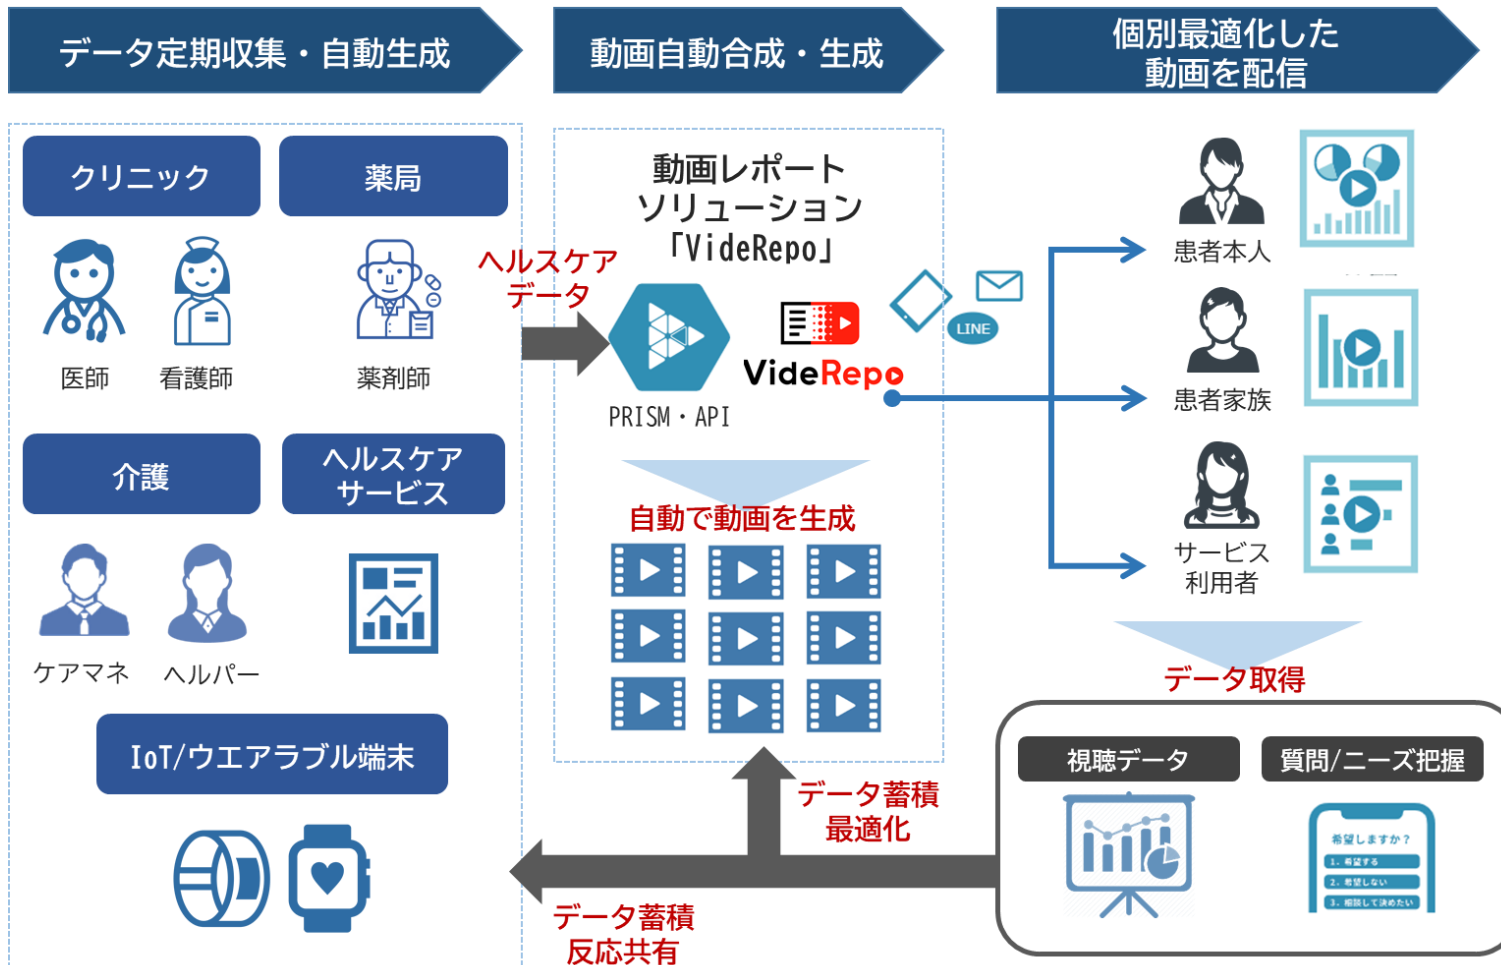 データ定期収集・自動生成
動画自動合成・生成
個別最適化した
動画を配信
クリニック
薬局
医師
看護師
薬剤師
介護
ヘルスケア
サービス
ケアマネ
ヘルパー
IoT/ウエアラブル端末
ヘルスケア
データ
動画レポート
ソリューション
「VideRepo」
PRISM・API
VideRepo
LINE
自動で動画を生成
患者本人
患者家族
サービス
利用者
データ取得
視聴データ
質問/ニーズ把握
希望しますか？
1. 希望する
2. 希望しない
3. 相談して決めたい
データ蓄積
最適化
データ蓄積
反応共有